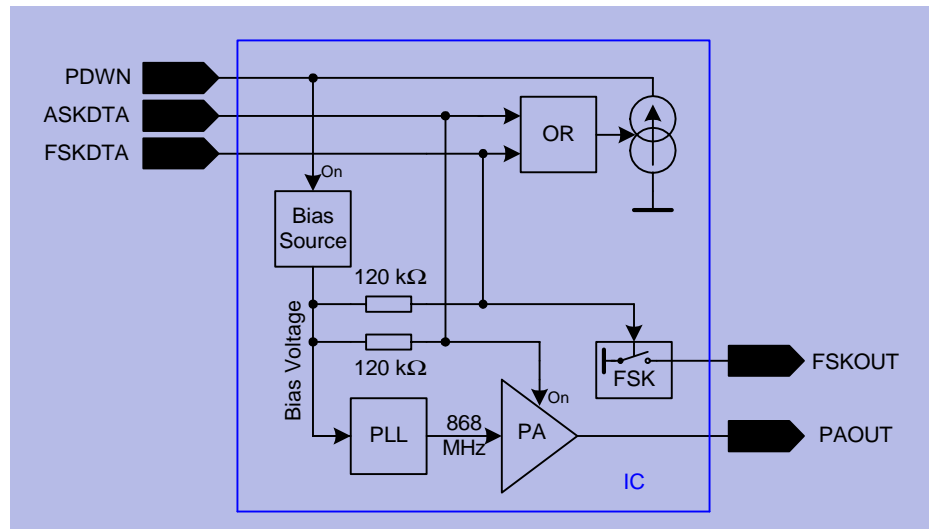 PDWN
ASKDTA
FSKDTA
OR
On
Bias
Source
120 kΩ
Bias Voltage
120 kΩ
FSK
FSKOUT
On
PLL
868
MHz
PA
PAOUT
IC